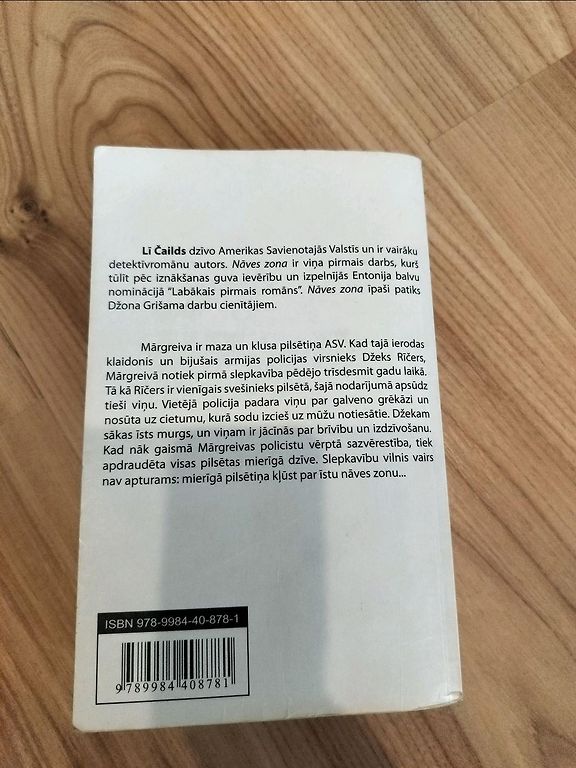 Lī Čailds dzīvo Amerikas Savienotajās Valstīs un ir vairāku
detektīvromānu autors. Nāves zona ir viņa pirmais darbs, kurš
tūlīt pēc iznākšanas guva ievērību un izpelnījās Entonija balvu
nominācijā "Labākais pirmais romāns". Nāves zona īpaši patiks
Džona Grišama darbu cienītājiem.
Mārgreiva ir maza un klusa pilsētiņa ASV. Kad tajā ierodas
klaidonis un bijušais armijas policijas virsnieks Džeks Rīčers,
Mārgreivā notiek pirmā slepkavība pēdējo trīsdesmit gadu laikā.
Tā kā Rīčers ir vienīgais svešinieks pilsētā, šajā nodarījumā apsūdz
tieši viņu. Vietējā policija padara viņu par galveno grēkāzi un
nosūta uz cietumu, kurā sodu izcieš uz mūžu notiesātie. Džekam
sākas īsts murgs, un viņam ir jācīnās par brīvību un izdzīvošanu.
Kad nāk gaismā Mārgreivas policistu vērptā sazvērestība, tiek
apdraudēta visas pilsētas mierīgā dzīve. Slepkavību vilnis vairs
nav apturams: mierīgā pilsētiņa kļūst par īstu nāves zonu...
ISBN 978-9984-40-878-1
9 789984 408781